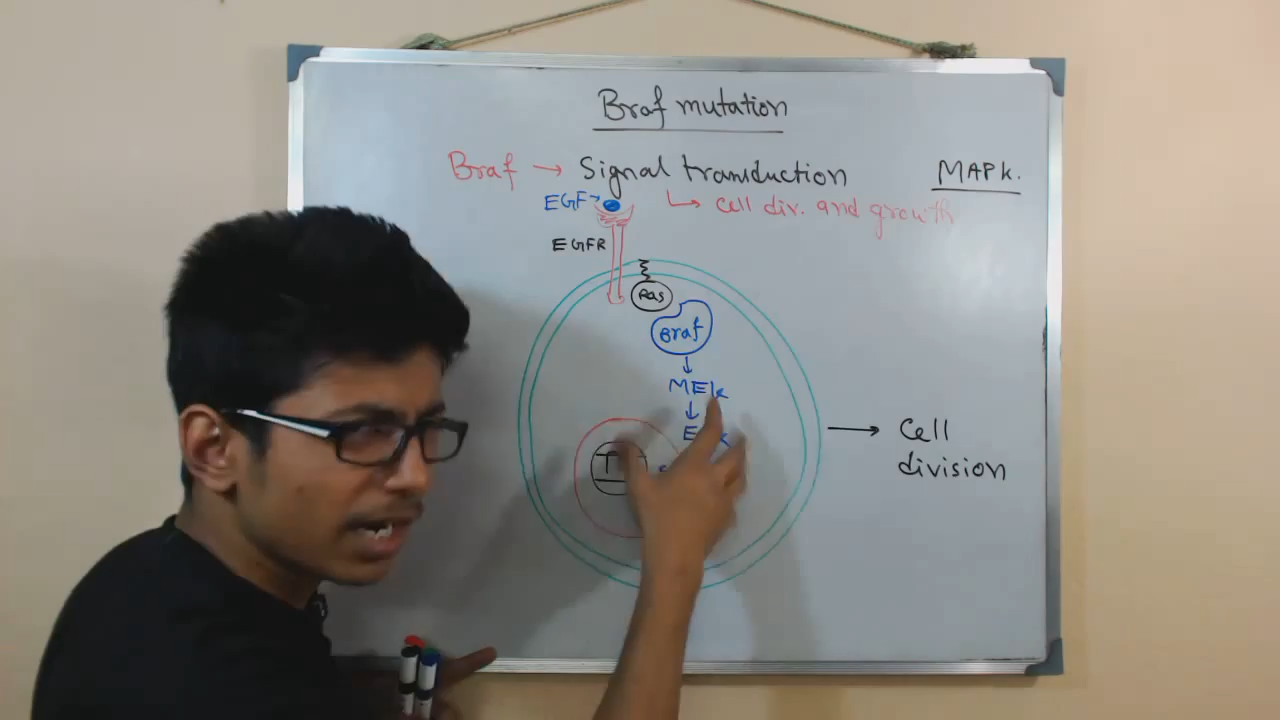 Braf mutation
Braf → Signal transduction
MAPK.
↳ cell div. and growth
EGF →
EGFR
Ras
Braf
↓
MEK
↓
→ Cell
division